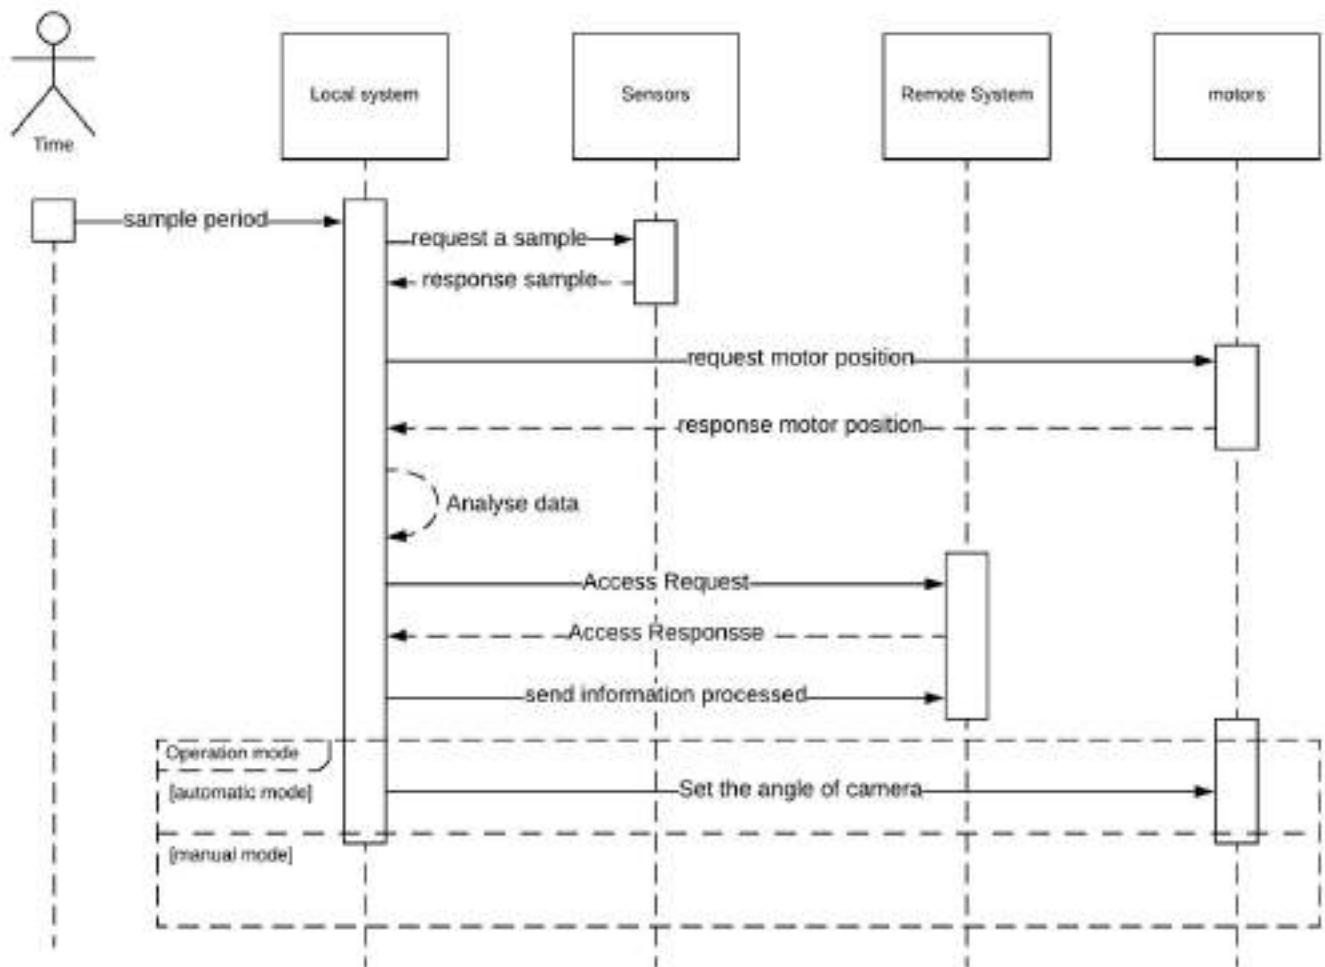 Time
Local system
Sensors
Remote System
motors
sample period
request a sample
response sample
request motor position
response motor position
Analyse data
Access Request
Access Responsse
send information processed
Operation mode
[automatic mode]
Set the angle of camera
[manual mode]